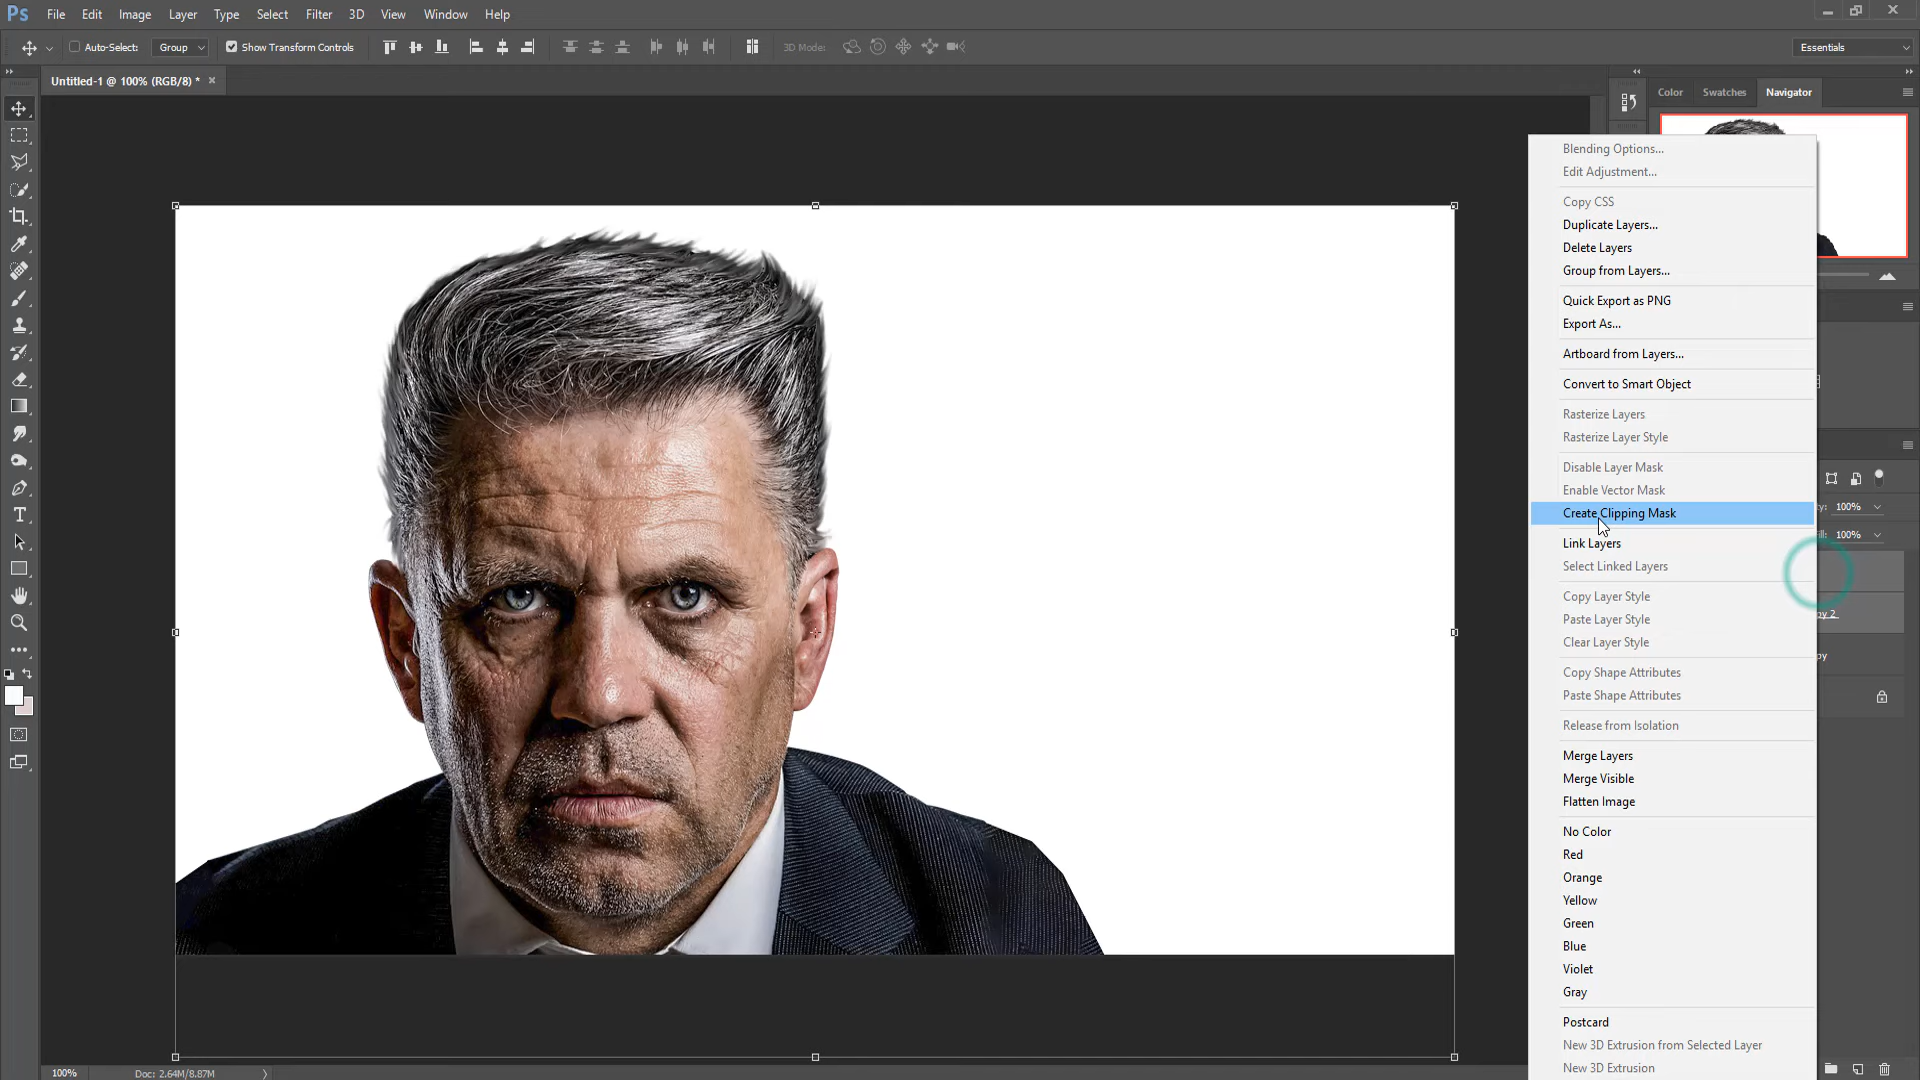 Ps File Edit Image Layer Type Select Filter 3D View Window Help
Auto-Select: Group Show Transform Controls 3D Mode: Essentials
Untitled-1 @ 100% (RGB/8) * ×
Color Swatches Navigator
Blending Options...
Edit Adjustment...
Copy CSS
Duplicate Layers...
Delete Layers
Group from Layers...
Quick Export as PNG
Export As...
Artboard from Layers...
Convert to Smart Object
Rasterize Layers
Rasterize Layer Style
Disable Layer Mask
Enable Vector Mask
100%
Create Clipping Mask
100%
Link Layers
Select Linked Layers
Copy Layer Style
Paste Layer Style
Clear Layer Style
Copy Shape Attributes
Paste Shape Attributes
Release from Isolation
Merge Layers
Merge Visible
Flatten Image
No Color
Red
Orange
Yellow
Green
Blue
Violet
Gray
Postcard
New 3D Extrusion from Selected Layer
New 3D Extrusion
100% Doc: 2.64M/8.87M